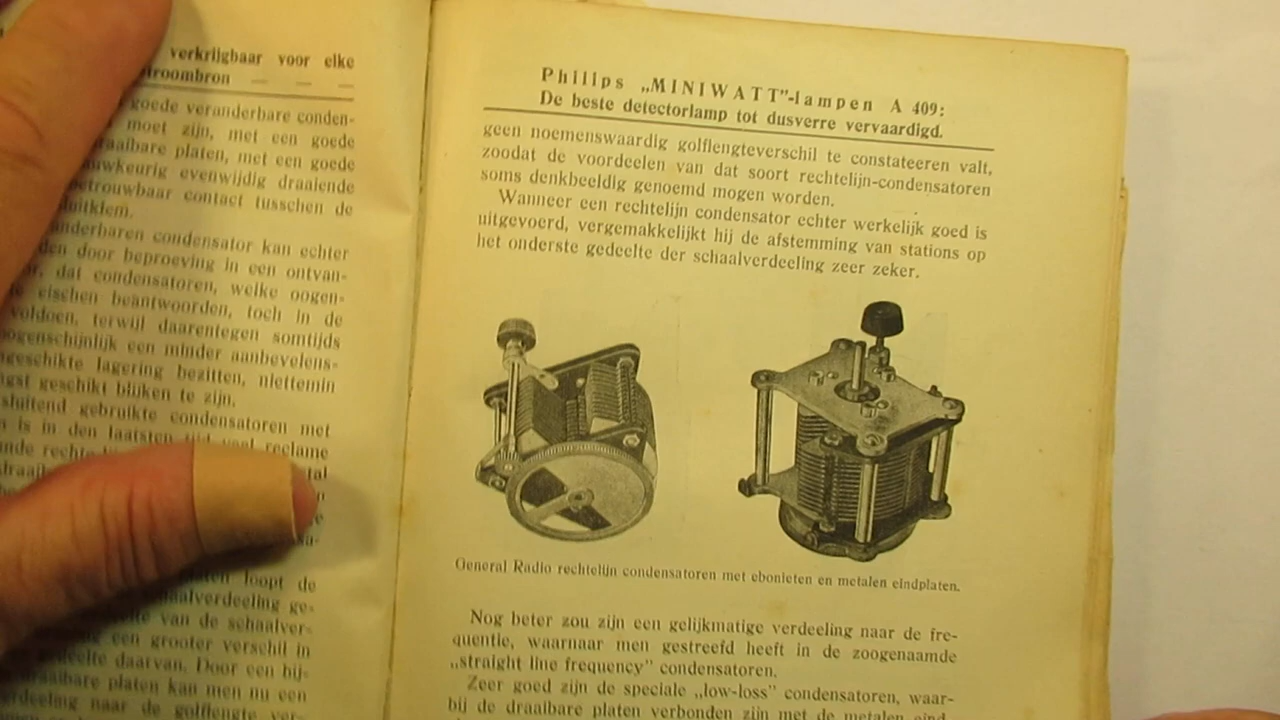 verkrijgbaar voor elke
stroombron — — —
goede veranderbare conden-
moet zijn, met een goede
draaibare platen, met een goede
nauwkeurig evenwijdig draaiende
betrouwbaar contact tusschen de
uitklem.
anderbaren condensator kan echter
den door beproeving in een ontvan-
dat condensatoren, welke oogen-
eischen beantwoorden, toch in de
voldoen, terwijl daarentegen somtijds
oogenschijnlijk een minder aanbevelens-
geschikte lagering bezitten, niettemin
geschikt blijken te zijn.
sluitend gebruikte condensatoren met
is in den laatsten tijd veel reclame
loopt de
schaalverdeeling ge-
van de schaalver-
een grooter verschil in
daarvan. Door een bij-
draaibare platen kan men nu een
verdeeling naar de golflengte ver-
Philips „MINIWATT”-lampen A 409:
De beste detectorlamp tot dusverre vervaardigd.
geen noemenswaardig golflengteverschil te constateeren valt,
zoodat de voordeelen van dat soort rechtelijn-condensatoren
soms denkbeeldig genoemd mogen worden.
Wanneer een rechtelijn condensator echter werkelijk goed is
uitgevoerd, vergemakkelijkt hij de afstemming van stations op
het onderste gedeelte der schaalverdeeling zeer zeker.
General Radio rechtelijn condensatoren met ebonieten en metalen eindplaten.
Nog beter zou zijn een gelijkmatige verdeeling naar de fre-
quentie, waarnaar men gestreefd heeft in de zoogenaamde
„straight line frequency” condensatoren.
Zeer goed zijn de speciale „low-loss” condensatoren, waar-
bij de draaibare platen verbonden zijn met de metalen eind-